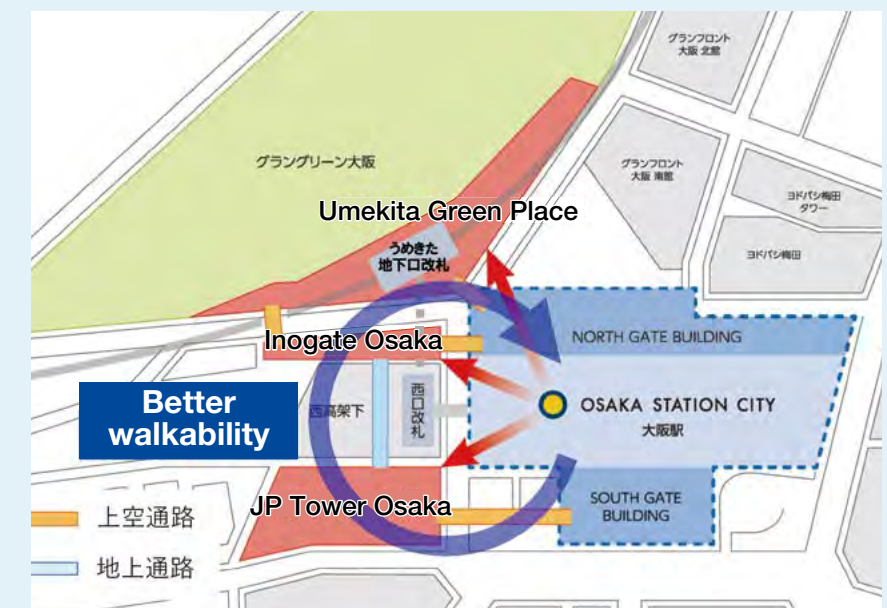 グランフロント
大阪 北館
グラングリーン大阪
グランフロント
大阪 南館
ヨドバシ梅田
タワー
Umekita Green Place
うめきた
地下口改札
ヨドバシ梅田
NORTH GATE BUILDING
Inogate Osaka
Better
walkability
西高架下
西口改札
OSAKA STATION CITY
大阪駅
JP Tower Osaka
SOUTH GATE
BUILDING
上空通路
地上通路